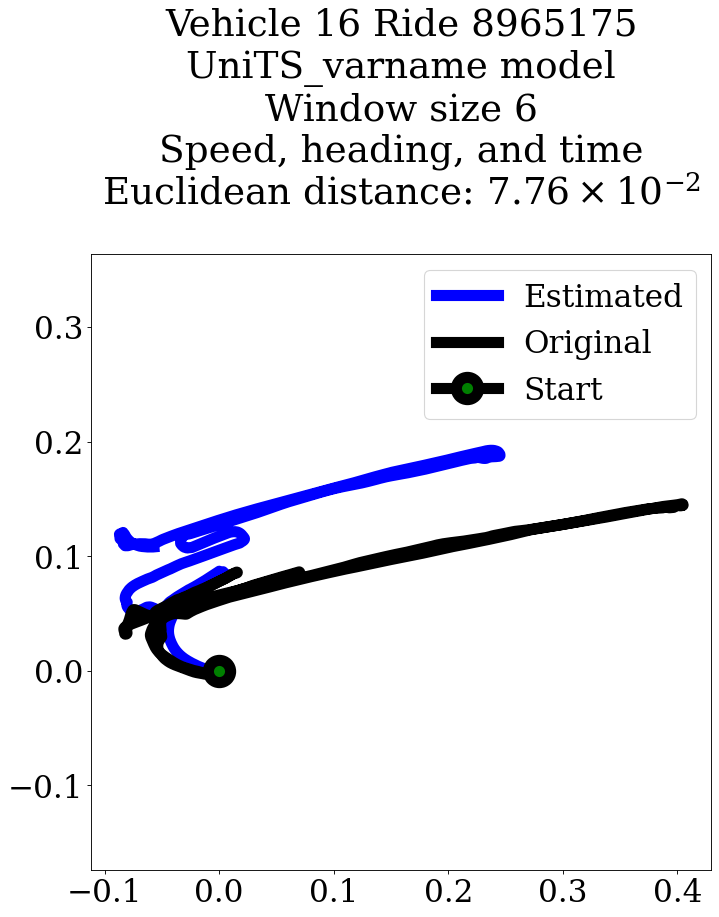 Vehicle 16 Ride 8965175
UniTS_varname model
Window size 6
Speed, heading, and time
Euclidean distance: 7.76 × 10⁻²
Estimated
Original
Start
0.3
0.2
0.1
0.0
−0.1
−0.1 0.0 0.1 0.2 0.3 0.4